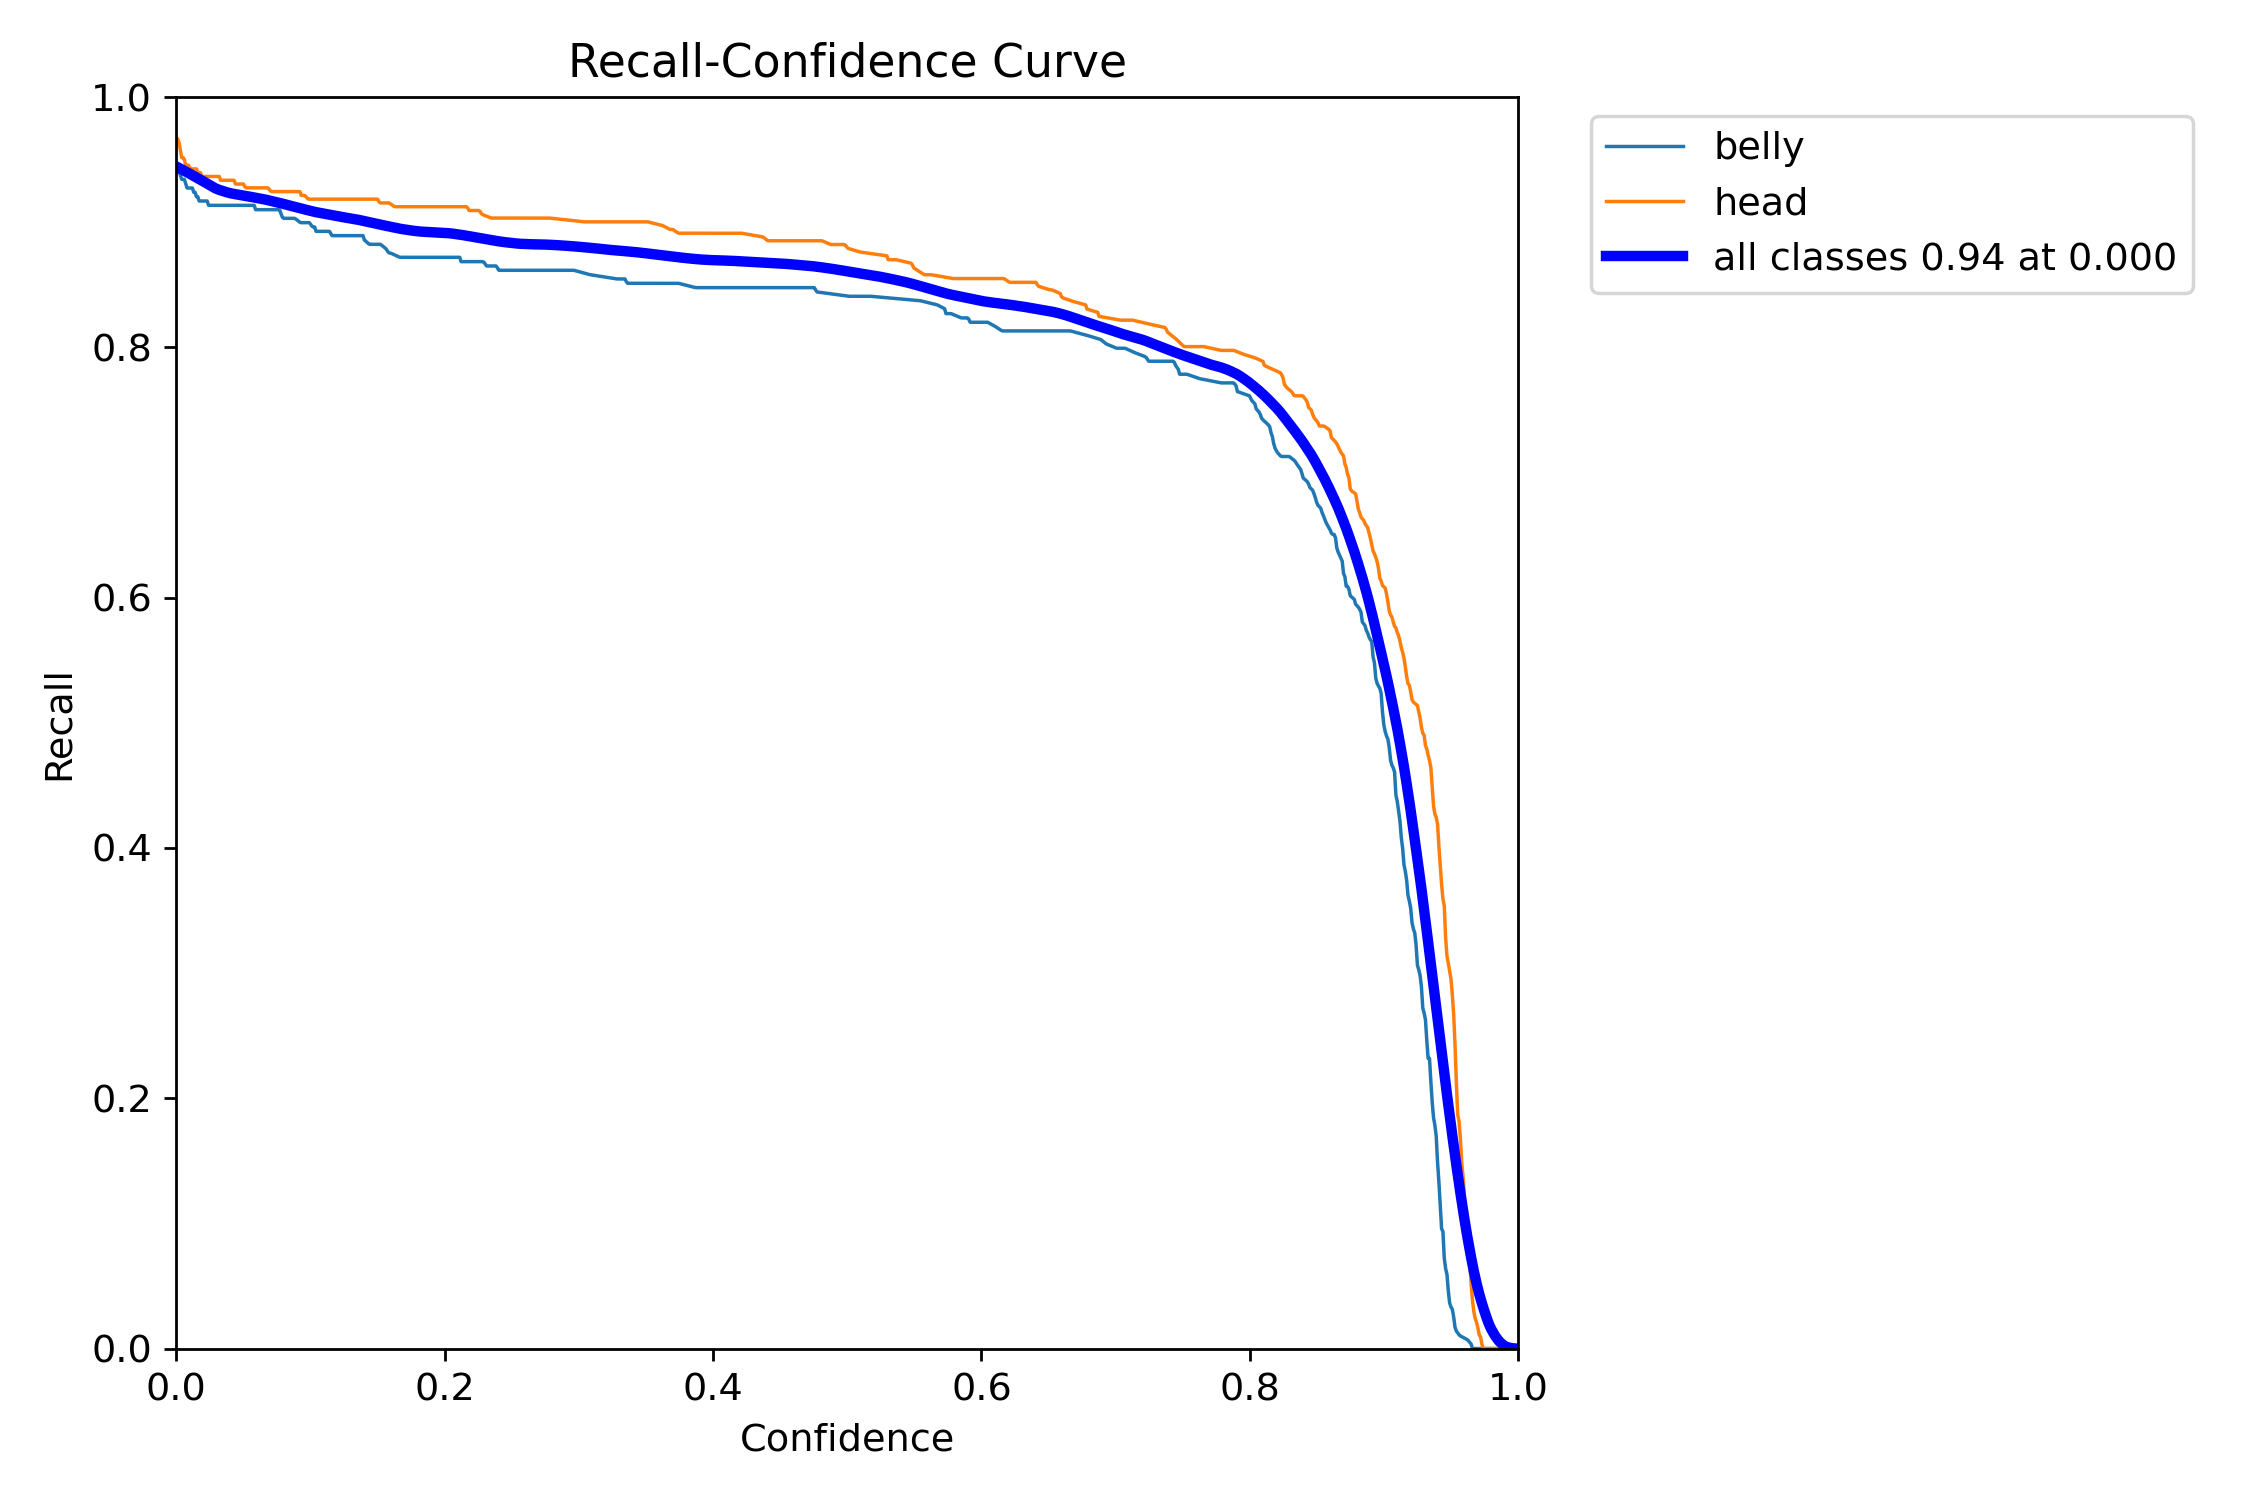 Recall-Confidence Curve
1.0
0.8
0.6
0.4
0.2
0.0
Recall
0.0 0.2 0.4 0.6 0.8 1.0
Confidence
belly
head
all classes 0.94 at 0.000